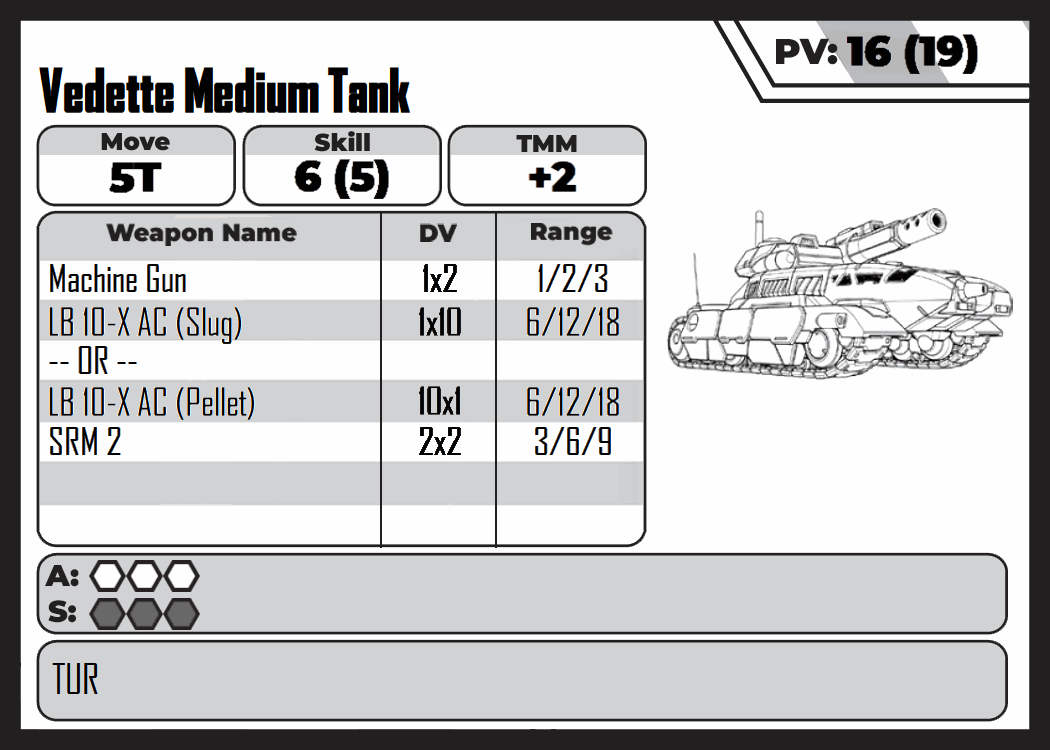 PV: 16 (19)
Vedette Medium Tank
Move Skill TMM
5T 6 (5) +2
Weapon Name DV Range
Machine Gun 1x2 1/2/3
LB 10-X AC (Slug) 1x10 6/12/18
-- OR --
LB 10-X AC (Pellet) 10x1 6/12/18
SRM 2 2x2 3/6/9
A:
S:
TUR